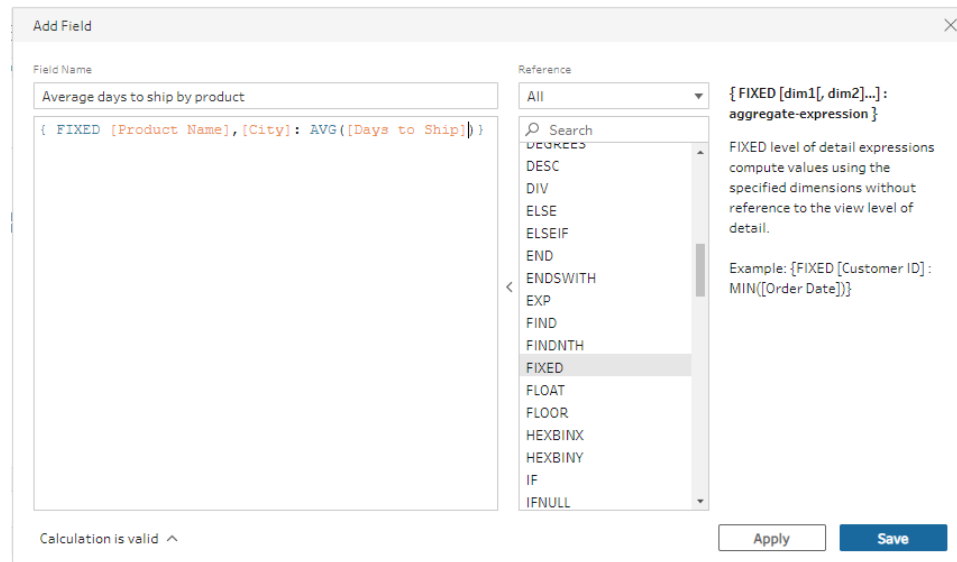 Add Field
Field Name
Average days to ship by product
{ FIXED [Product Name],[City]: AVG([Days to Ship])}
Calculation is valid
Reference
All
Search
DEGREES
DESC
DIV
ELSE
ELSEIF
END
ENDSWITH
EXP
FIND
FINDNTH
FIXED
FLOAT
FLOOR
HEXBINX
HEXBINY
IF
IFNULL
{ FIXED [dim1[, dim2]...] :
aggregate-expression }
FIXED level of detail expressions
compute values using the
specified dimensions without
reference to the view level of
detail.
Example: {FIXED [Customer ID] :
MIN([Order Date])}
Apply
Save